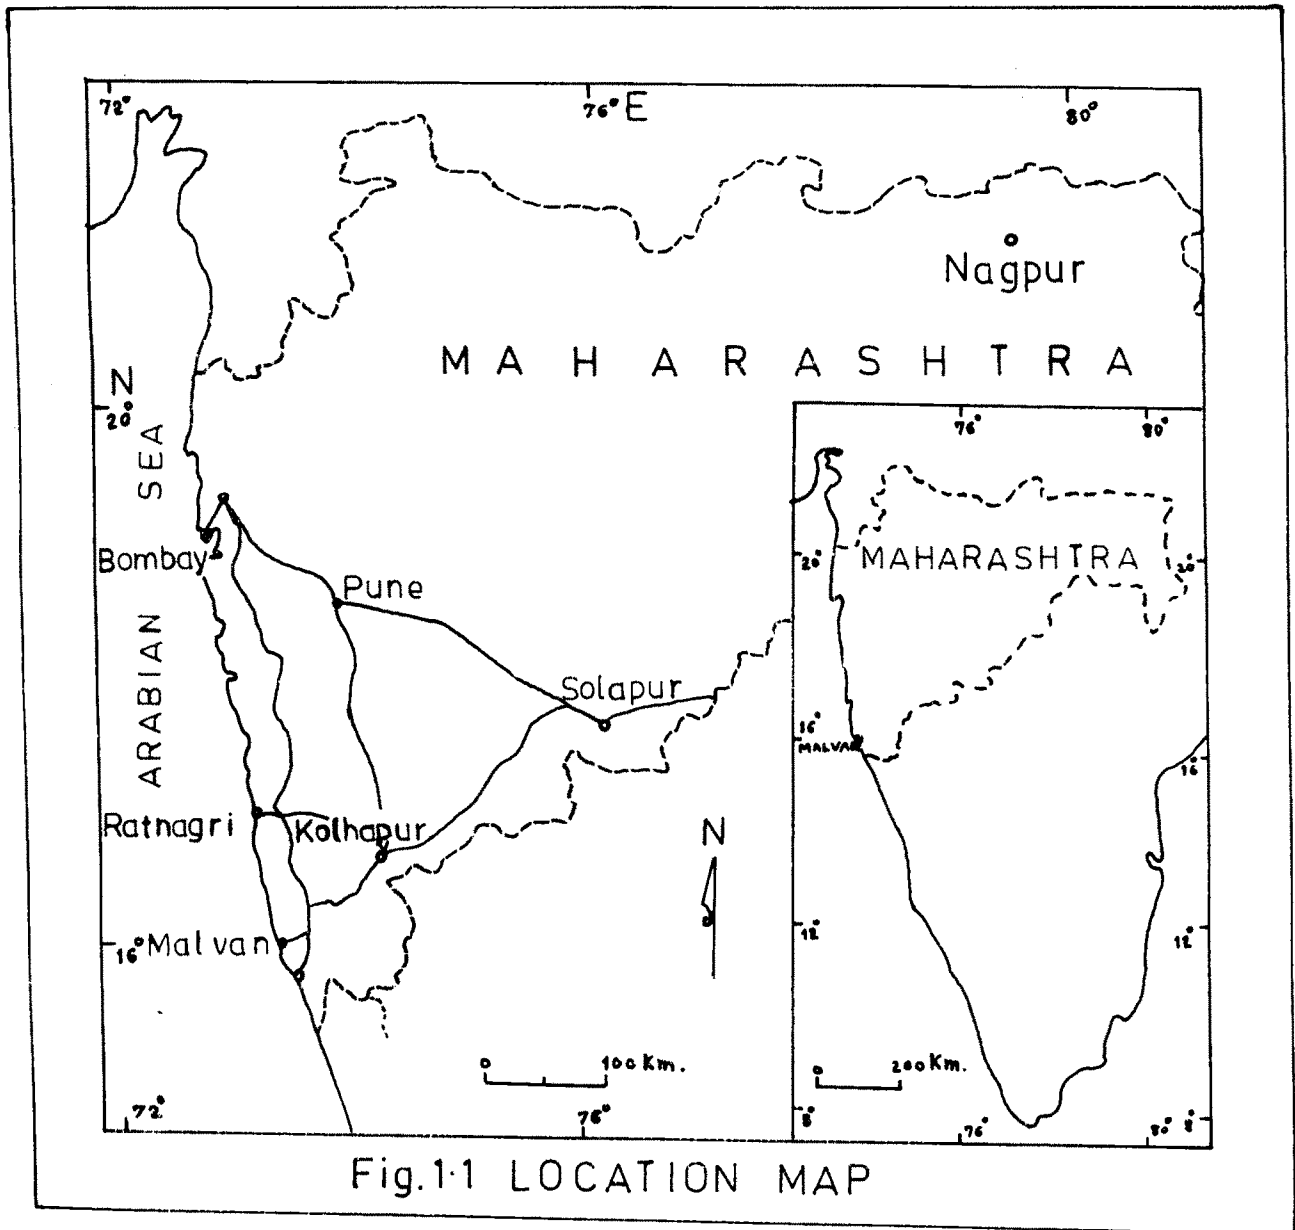 72° 76° E 80°
Nagpur
MAHARASHTRA
N
20°
ARABIAN SEA
Bombay
Pune
Solapur
Ratnagri
Kolhapur
N
16° Malvan
0 100 Km.
72° 76°
76° 80°
20° MAHARASHTRA 20°
16°
MALVAN
16°
12° 12°
0 200 Km.
8° 76° 80° 8°
Fig.1·1 LOCATION MAP